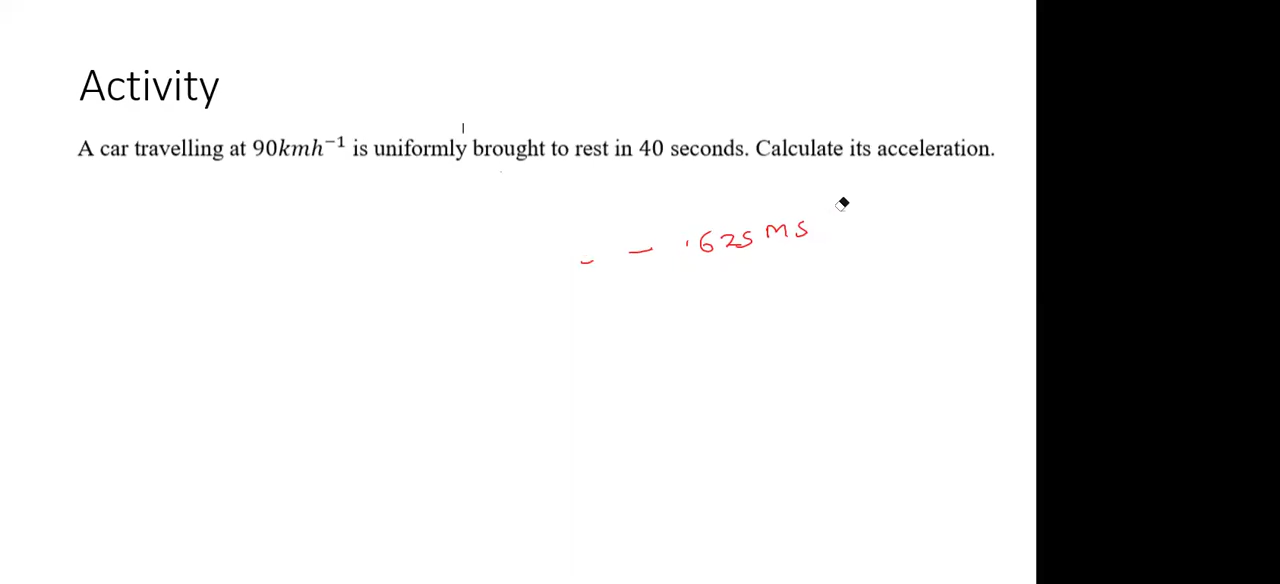 Activity
A car travelling at 90kmh⁻¹ is uniformly brought to rest in 40 seconds. Calculate its acceleration.
- - .625 ms